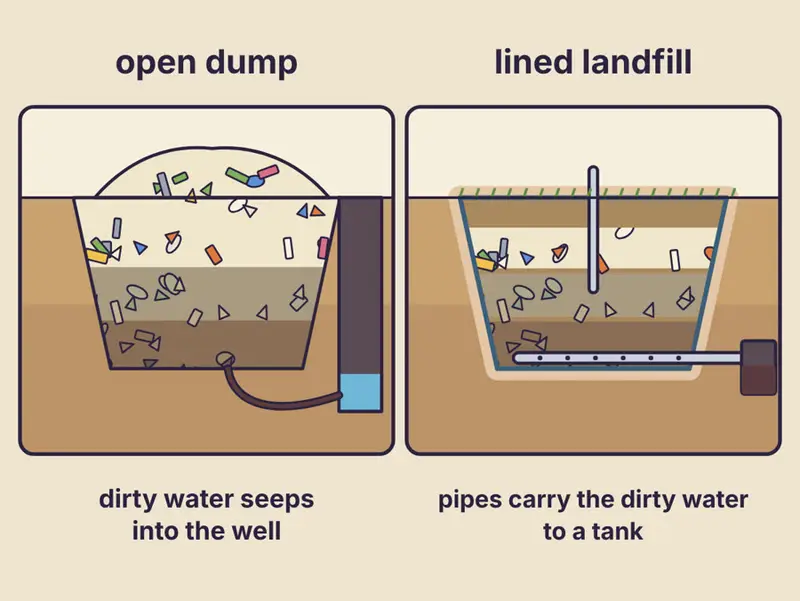 open dump
lined landfill
dirty water seeps
into the well
pipes carry the dirty water
to a tank